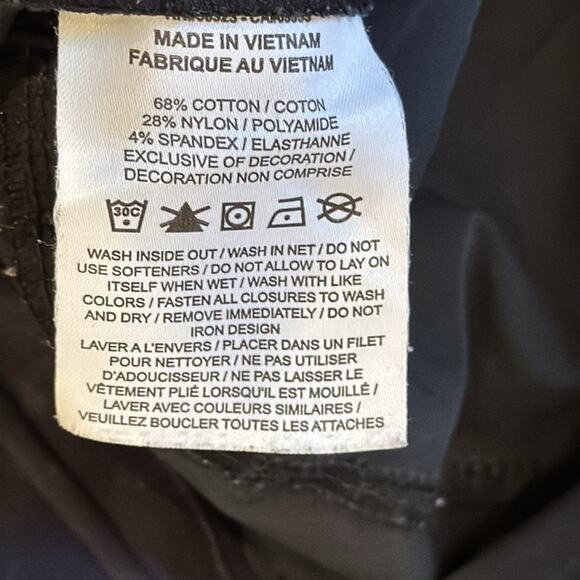 MADE IN VIETNAM
FABRIQUE AU VIETNAM
68% COTTON / COTON
28% NYLON / POLYAMIDE
4% SPANDEX / ELASTHANNE
EXCLUSIVE OF DECORATION /
DECORATION NON COMPRISE
30C
WASH INSIDE OUT / WASH IN NET / DO NOT
USE SOFTENERS / DO NOT ALLOW TO LAY ON
ITSELF WHEN WET / WASH WITH LIKE
COLORS / FASTEN ALL CLOSURES TO WASH
AND DRY / REMOVE IMMEDIATELY / DO NOT
IRON DESIGN
LAVER A L'ENVERS / PLACER DANS UN FILET
POUR NETTOYER / NE PAS UTILISER
D'ADOUCISSEUR / NE PAS LAISSER LE
VÊTEMENT PLIÉ LORSQU'IL EST MOUILLÉ /
LAVER AVEC COULEURS SIMILAIRES /
VEUILLEZ BOUCLER TOUTES LES ATTACHES